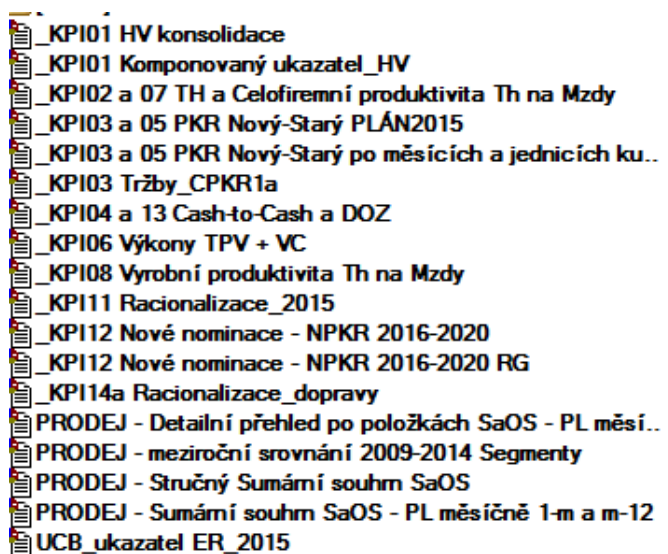 _KPI01 HV konsolidace
_KPI01 Komponovaný ukazatel_HV
_KPI02 a 07 TH a Celofiremní produktivita Th na Mzdy
_KPI03 a 05 PKR Nový-Starý PLÁN2015
_KPI03 a 05 PKR Nový-Starý po měsících a jednicích ku..
_KPI03 Tržby_CPKR1a
_KPI04 a 13 Cash-to-Cash a DOZ
_KPI06 Výkony TPV + VC
_KPI08 Vyrobní produktivita Th na Mzdy
_KPI11 Racionalizace_2015
_KPI12 Nové nominace - NPKR 2016-2020
_KPI12 Nové nominace - NPKR 2016-2020 RG
_KPI14a Racionalizace_dopravy
PRODEJ - Detailní přehled po položkách SaOS - PL měsí..
PRODEJ - meziroční srovnání 2009-2014 Segmenty
PRODEJ - Stručný Sumární souhrn SaOS
PRODEJ - Sumární souhrn SaOS - PL měsíčně 1-m a m-12
UCB_ukazatel ER_2015